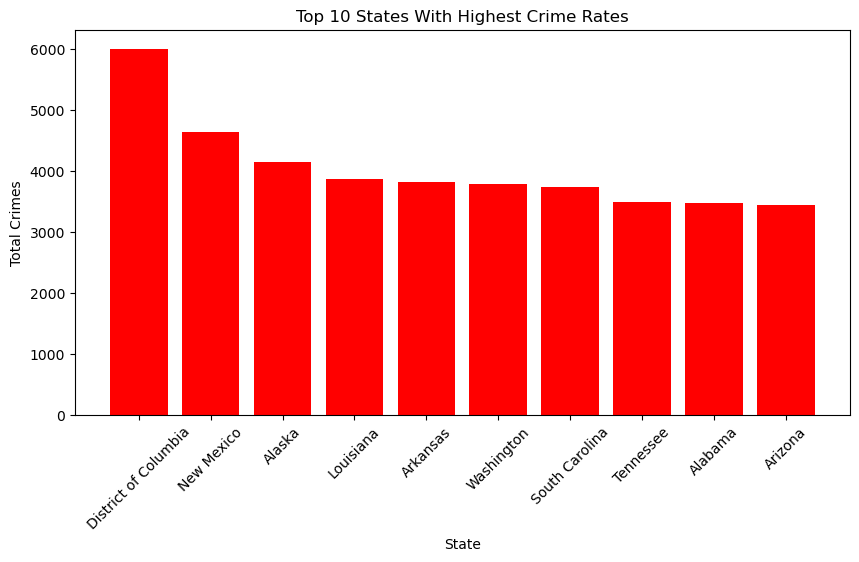 Top 10 States With Highest Crime Rates
Total Crimes
6000
5000
4000
3000
2000
1000
0
District of Columbia
New Mexico
Alaska
Louisiana
Arkansas
Washington
South Carolina
Tennessee
Alabama
Arizona
State